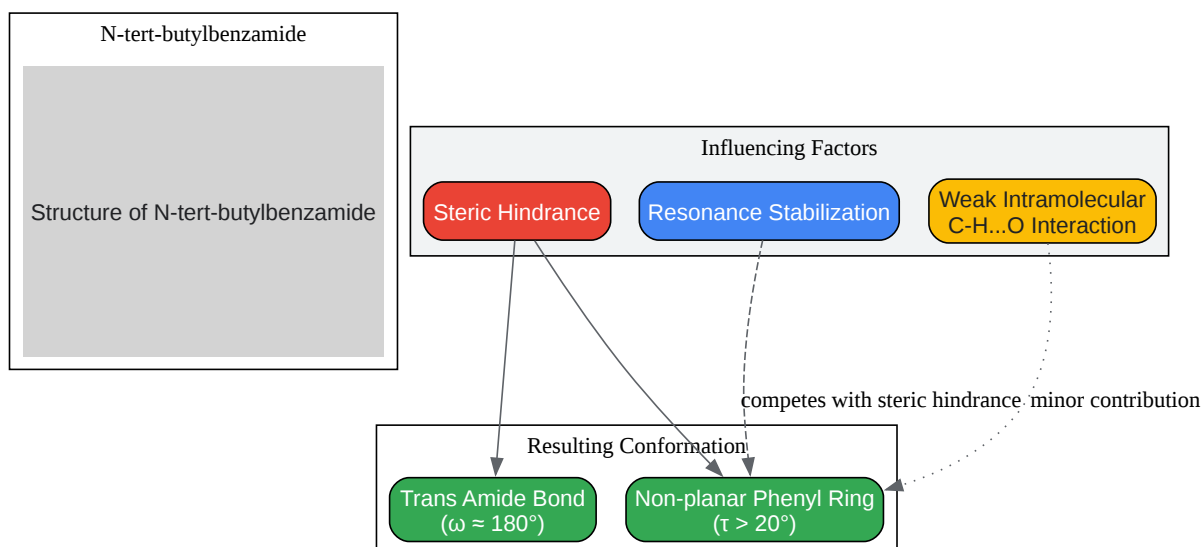 N-tert-butylbenzamide
Structure of N-tert-butylbenzamide
Influencing Factors
Steric Hindrance
Resonance Stabilization
Weak Intramolecular
C-H...O Interaction
competes with steric hindrance
minor contribution
Resulting Conformation
Trans Amide Bond
(ω ≈ 180°)
Non-planar Phenyl Ring
(τ > 20°)